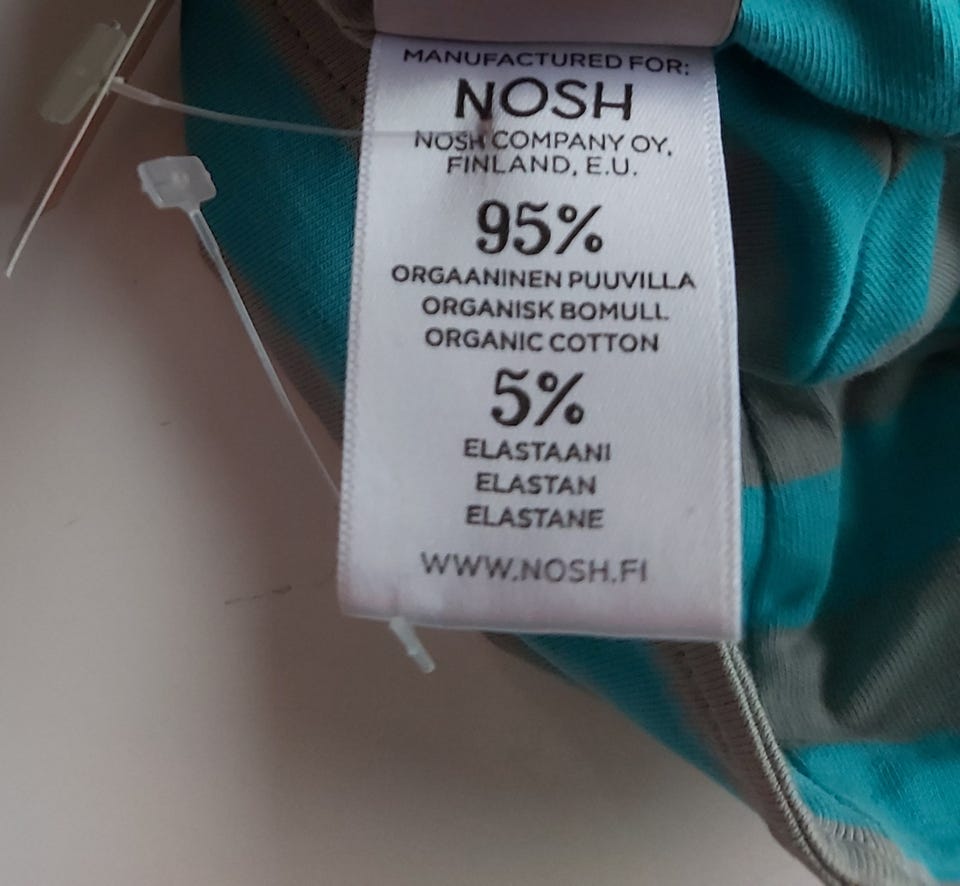 MANUFACTURED FOR:
NOSH
NOSH COMPANY OY,
FINLAND, E.U.
95%
ORGAANINEN PUUVILLA
ORGANISK BOMULL
ORGANIC COTTON
5%
ELASTAANI
ELASTAN
ELASTANE
WWW.NOSH.FI